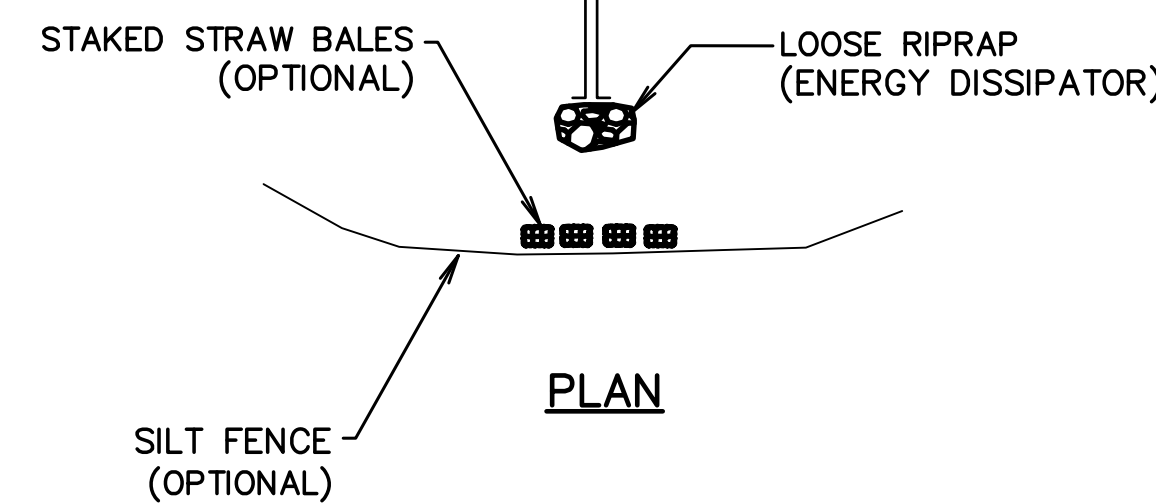 STAKED STRAW BALES
(OPTIONAL)
LOOSE RIPRAP
(ENERGY DISSIPATOR)
PLAN
SILT FENCE
(OPTIONAL)